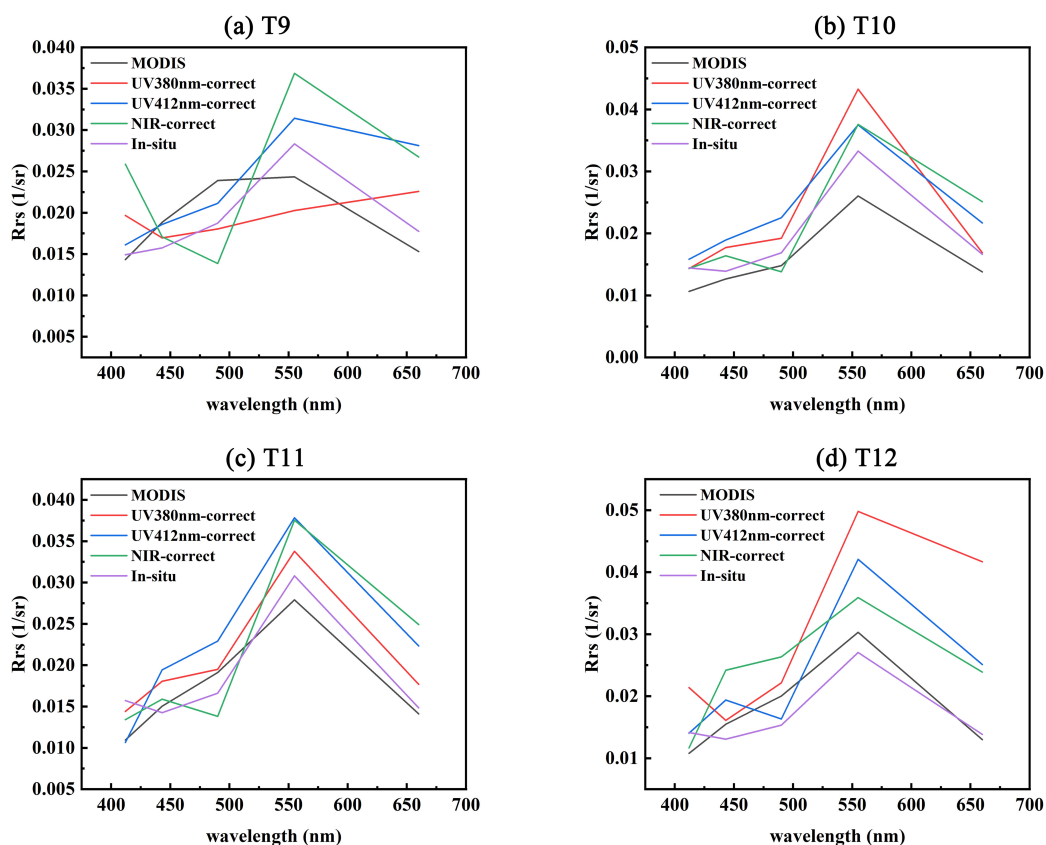 (a) T9
0.040
0.035
0.030
0.025
0.020
0.015
0.010
0.005
Rrs (1/sr)
MODIS
UV380nm-correct
UV412nm-correct
NIR-correct
In-situ
400 450 500 550 600 650 700
wavelength (nm)
(b) T10
0.05
0.04
0.03
0.02
0.01
0.00
Rrs (1/sr)
MODIS
UV380nm-correct
UV412nm-correct
NIR-correct
In-situ
400 450 500 550 600 650 700
wavelength (nm)
(c) T11
0.040
0.035
0.030
0.025
0.020
0.015
0.010
0.005
Rrs (1/sr)
MODIS
UV380nm-correct
UV412nm-correct
NIR-correct
In-situ
400 450 500 550 600 650 700
wavelength (nm)
(d) T12
0.05
0.04
0.03
0.02
0.01
Rrs (1/sr)
MODIS
UV380nm-correct
UV412nm-correct
NIR-correct
In-situ
400 450 500 550 600 650 700
wavelength (nm)